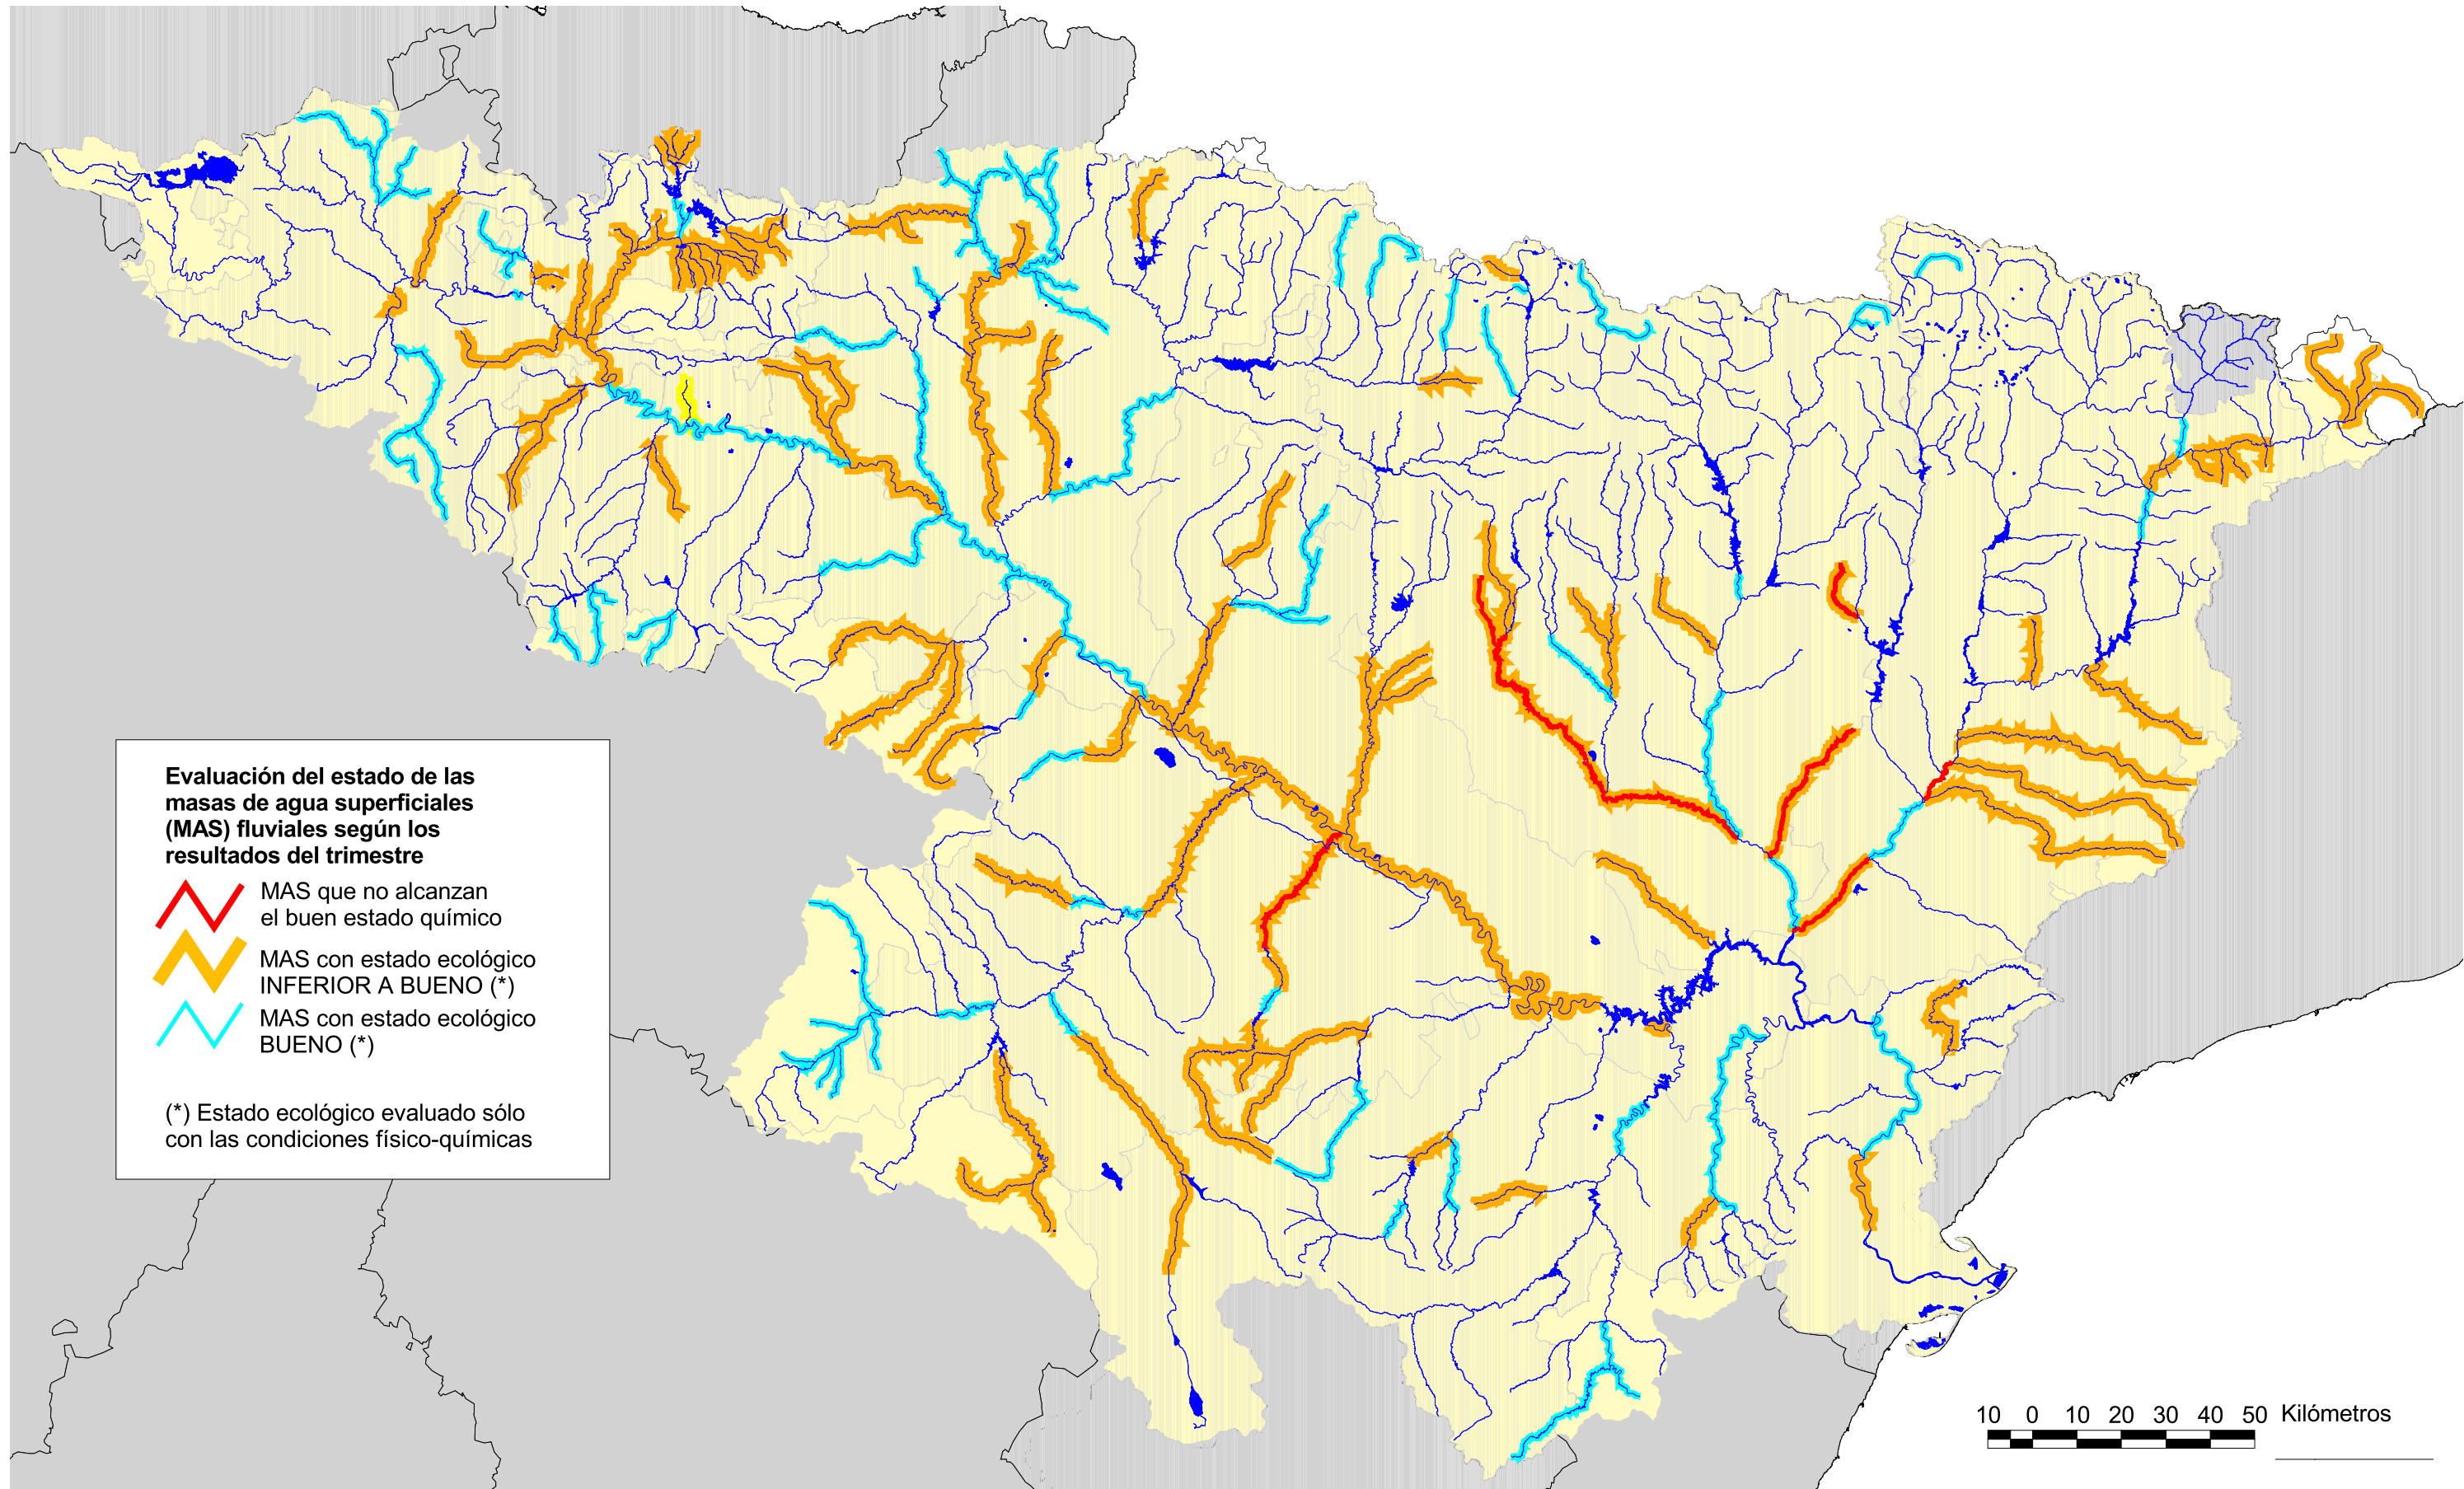 Evaluación del estado de las
masas de agua superficiales
(MAS) fluviales según los
resultados del trimestre
MAS que no alcanzan
el buen estado químico
MAS con estado ecológico
INFERIOR A BUENO (*)
MAS con estado ecológico
BUENO (*)
(*) Estado ecológico evaluado sólo
con las condiciones físico-químicas
10 0 10 20 30 40 50 Kilómetros